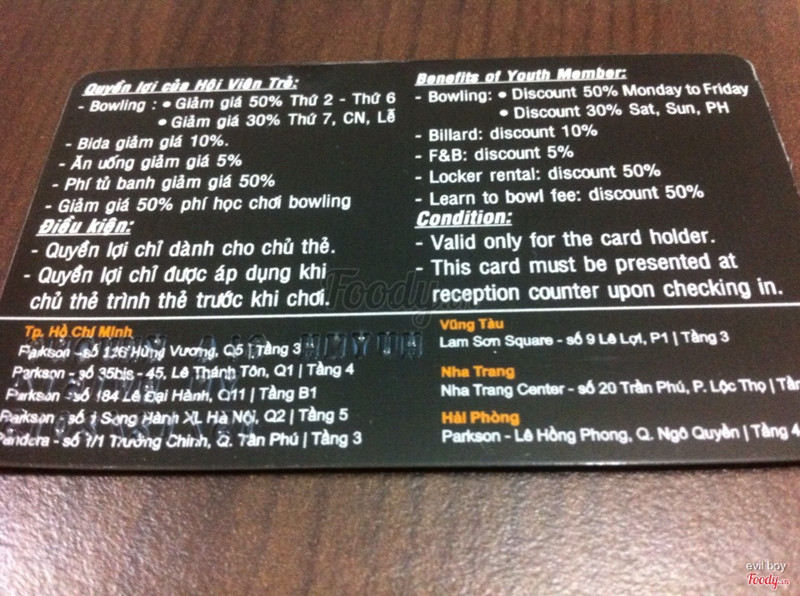 Quyền lợi của Hội Viên Trẻ:
- Bowling : • Giảm giá 50% Thứ 2 - Thứ 6
• Giảm giá 30% Thứ 7, CN, Lễ
- Bida giảm giá 10%.
- Ăn uống giảm giá 5%
- Phí tủ banh giảm giá 50%
- Giảm giá 50% phí học chơi bowling
Điều kiện:
- Quyền lợi chỉ dành cho chủ thẻ.
- Quyền lợi chỉ được áp dụng khi
chủ thẻ trình thẻ trước khi chơi.
Benefits of Youth Member:
- Bowling: • Discount 50% Monday to Friday
• Discount 30% Sat, Sun, PH
- Billard: discount 10%
- F&B: discount 5%
- Locker rental: discount 50%
- Learn to bowl fee: discount 50%
Condition:
- Valid only for the card holder.
- This card must be presented at
reception counter upon checking in.
Foody.vn
Tp. Hồ Chí Minh
Parkson - số 126 Hùng Vương, Q5 | Tầng 3
Parkson - số 35bis - 45, Lê Thánh Tôn, Q1 | Tầng 4
Parkson - số 184 Lê Đại Hành, Q11 | Tầng B1
Parkson - số 1 Song Hành XL Hà Nội, Q2 | Tầng 5
Pandora - số 1/1 Trường Chinh, Q. Tân Phú | Tầng 3
Vũng Tàu
Lam Sơn Square - số 9 Lê Lợi, P1 | Tầng 3
Nha Trang
Nha Trang Center - số 20 Trần Phú, P. Lộc Thọ |
Hải Phòng
Parkson - Lê Hồng Phong, Q. Ngô Quyền | Tầng 4
evil boy
Foody.vn